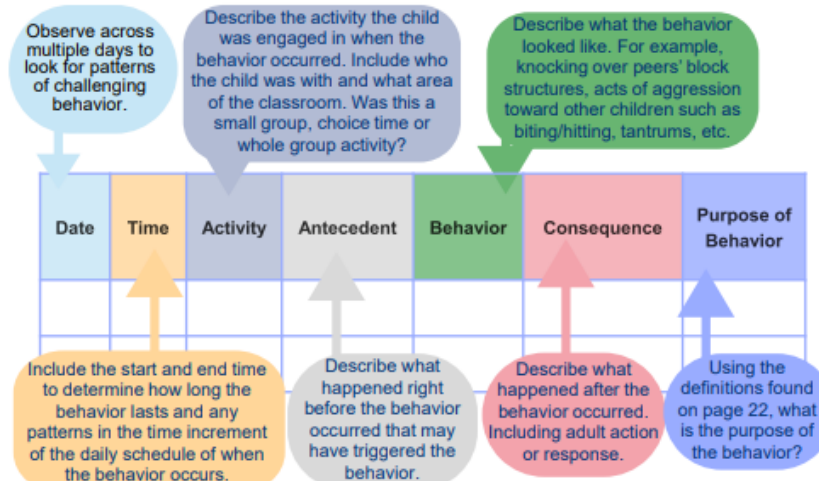 Observe across
multiple days to
look for patterns
of challenging
behavior.
Describe the activity the child
was engaged in when the
behavior occurred. Include who
the child was with and what area
of the classroom. Was this a
small group, choice time or
whole group activity?
Describe what the behavior
looked like. For example,
knocking over peers' block
structures, acts of aggression
toward other children such as
biting/hitting, tantrums, etc.
Date
Time
Activity
Antecedent
Behavior
Consequence
Purpose of
Behavior
Include the start and end time
to determine how long the
behavior lasts and any
patterns in the time increment
of the daily schedule of when
the behavior occurs.
Describe what
happened right
before the behavior
occurred that may
have triggered the
behavior.
Describe what
happened after the
behavior occurred.
Including adult action
or response.
Using the
definitions found
on page 22, what
is the purpose of
the behavior?